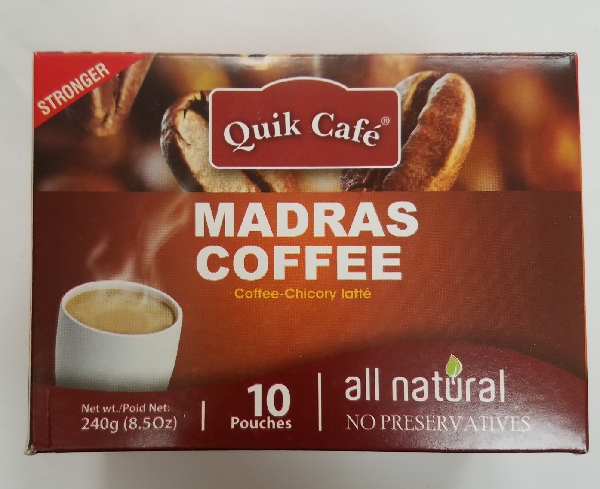 STRONGER
Quik Café®
MADRAS
COFFEE
Coffee-Chicory latté
Net wt./Poid Net:
240g (8.5Oz)
10
Pouches
all natural
NO PRESERVATIVES